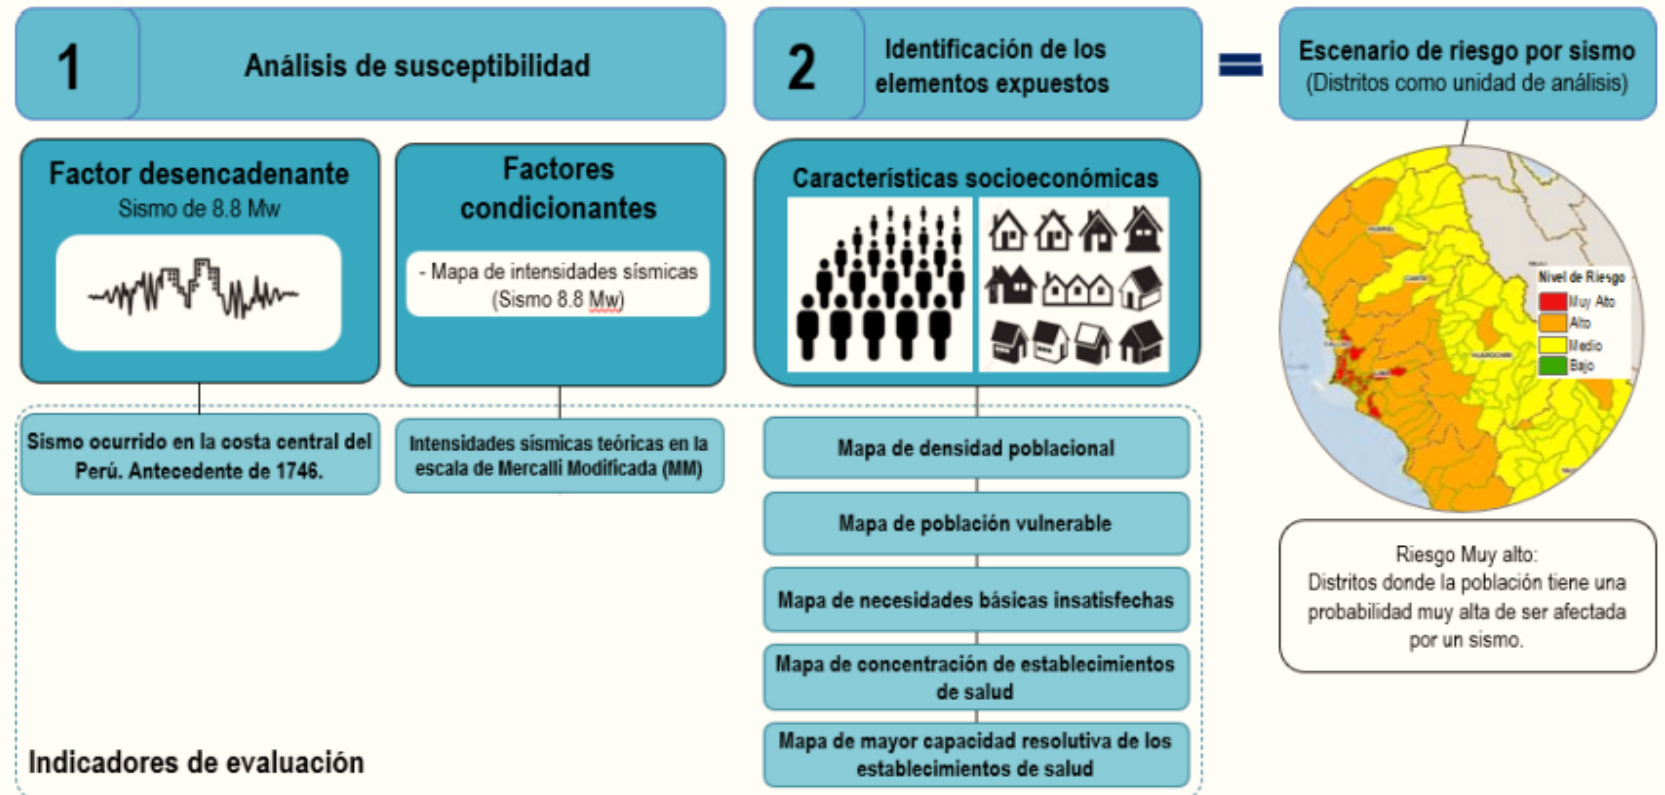 1
Análisis de susceptibilidad
2
Identificación de los
elementos expuestos
=
Escenario de riesgo por sismo
(Distritos como unidad de análisis)
Factor desencadenante
Sismo de 8.8 Mw
Factores
condicionantes
- Mapa de intensidades sísmicas
(Sismo 8.8 Mw)
Características socioeconómicas
Nivel de Riesgo
Muy Alto
Alto
Medio
Bajo
Sismo ocurrido en la costa central del
Perú. Antecedente de 1746.
Intensidades sísmicas teóricas en la
escala de Mercalli Modificada (MM)
Mapa de densidad poblacional
Mapa de población vulnerable
Mapa de necesidades básicas insatisfechas
Mapa de concentración de establecimientos
de salud
Mapa de mayor capacidad resolutiva de los
establecimientos de salud
Indicadores de evaluación
Riesgo Muy alto:
Distritos donde la población tiene una
probabilidad muy alta de ser afectada
por un sismo.